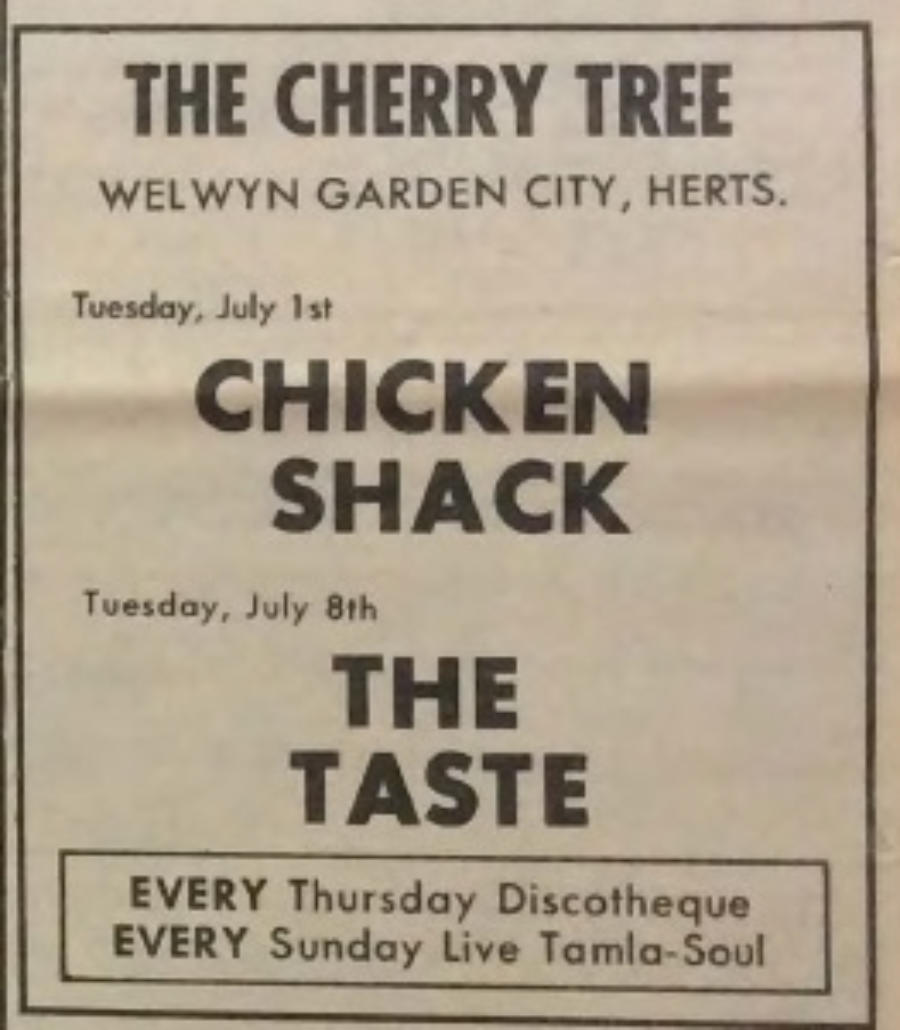 THE CHERRY TREE
WELWYN GARDEN CITY, HERTS.
Tuesday, July 1st
CHICKEN
SHACK
Tuesday, July 8th
THE
TASTE
EVERY Thursday Discotheque
EVERY Sunday Live Tamla-Soul